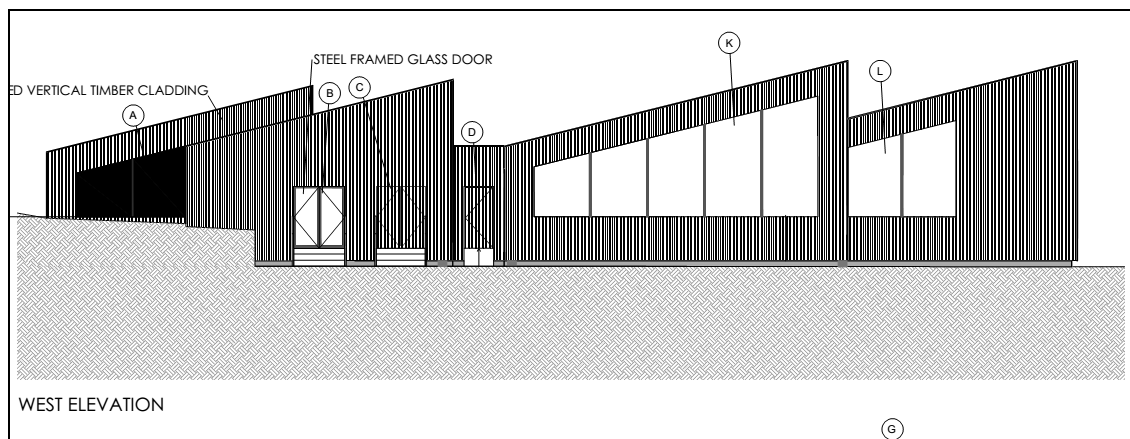 K
STEEL FRAMED GLASS DOOR
L
ED VERTICAL TIMBER CLADDING
A
B
C
D
WEST ELEVATION
G